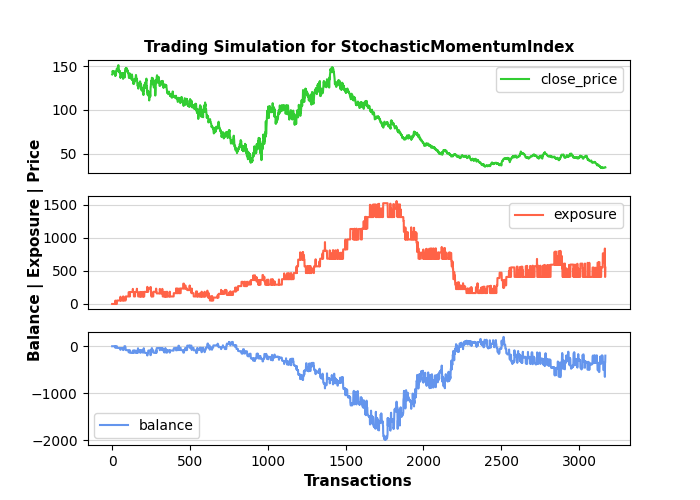 Trading Simulation for StochasticMomentumIndex
150
100
50
close_price
1500
1000
500
0
exposure
0
−1000
−2000
balance
0 500 1000 1500 2000 2500 3000
Transactions
Balance | Exposure | Price